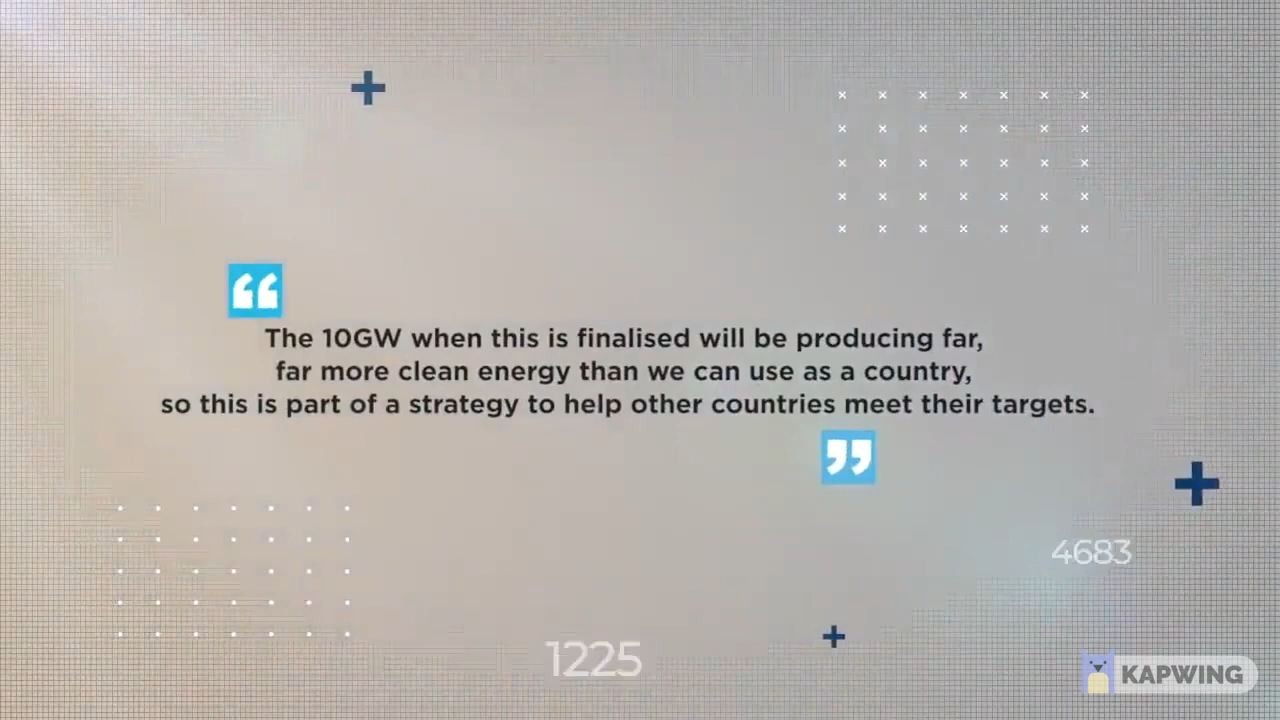 The 10GW when this is finalised will be producing far,
far more clean energy than we can use as a country,
so this is part of a strategy to help other countries meet their targets.
4683
1225
KAPWING